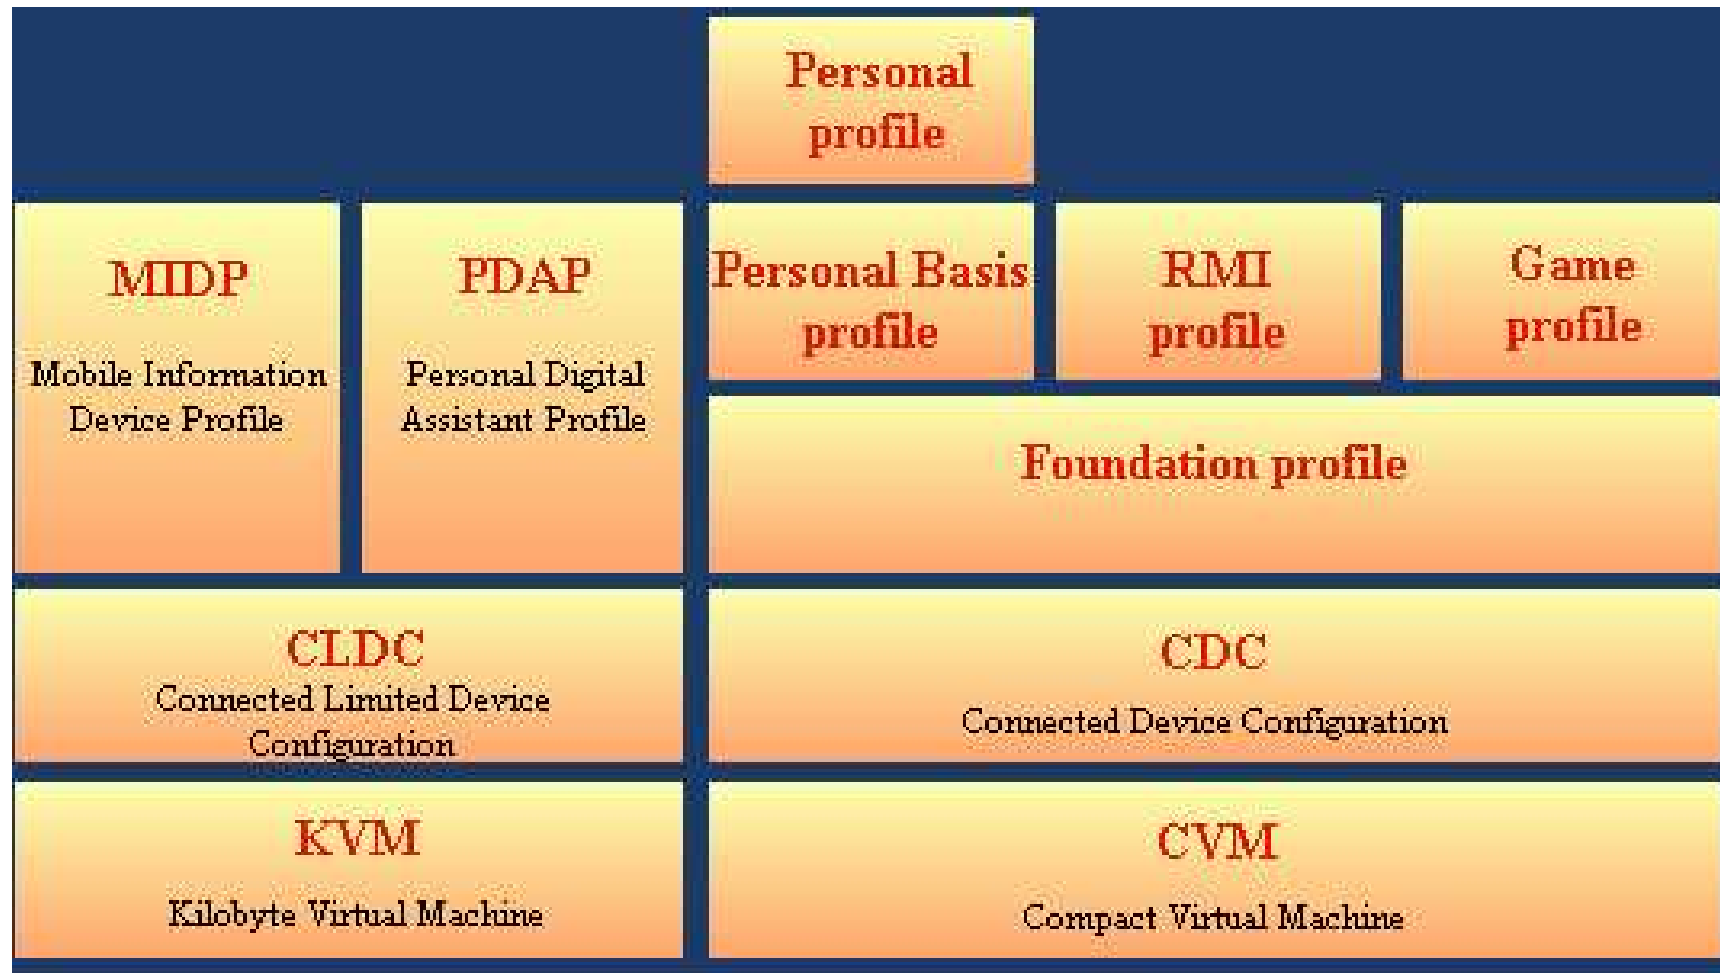 Personal
profile
MIDP
Mobile Information
Device Profile
PDAP
Personal Digital
Assistant Profile
Personal Basis
profile
RMI
profile
Game
profile
Foundation profile
CLDC
Connected Limited Device
Configuration
CDC
Connected Device Configuration
KVM
Kilobyte Virtual Machine
CVM
Compact Virtual Machine